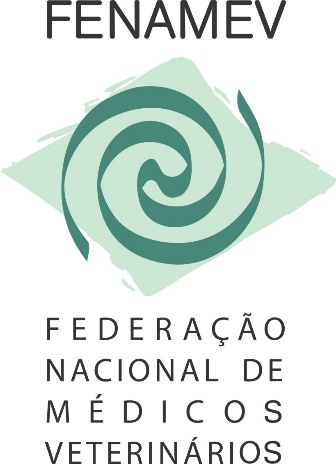 FENAMEV
FEDERAÇÃO
NACIONAL DE
MÉDICOS
VETERINÁRIOS